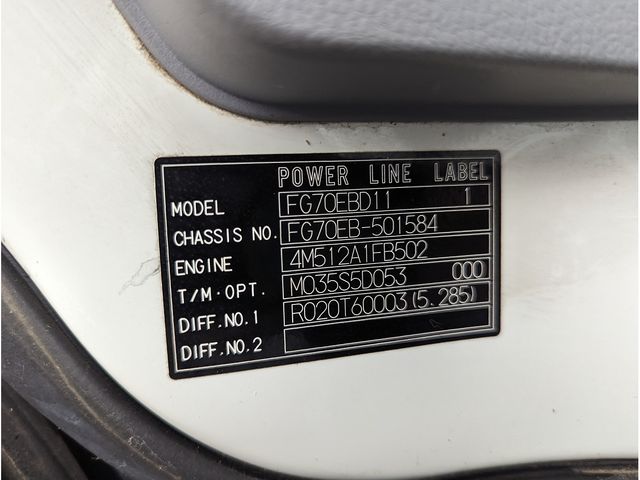 POWER LINE LABEL
MODEL FG70EBD11 1
CHASSIS NO. FG70EB-501584
ENGINE 4M512A1FB502
T/M·OPT. M035S5D053 000
DIFF.NO.1 R020T60003(5.285)
DIFF.NO.2